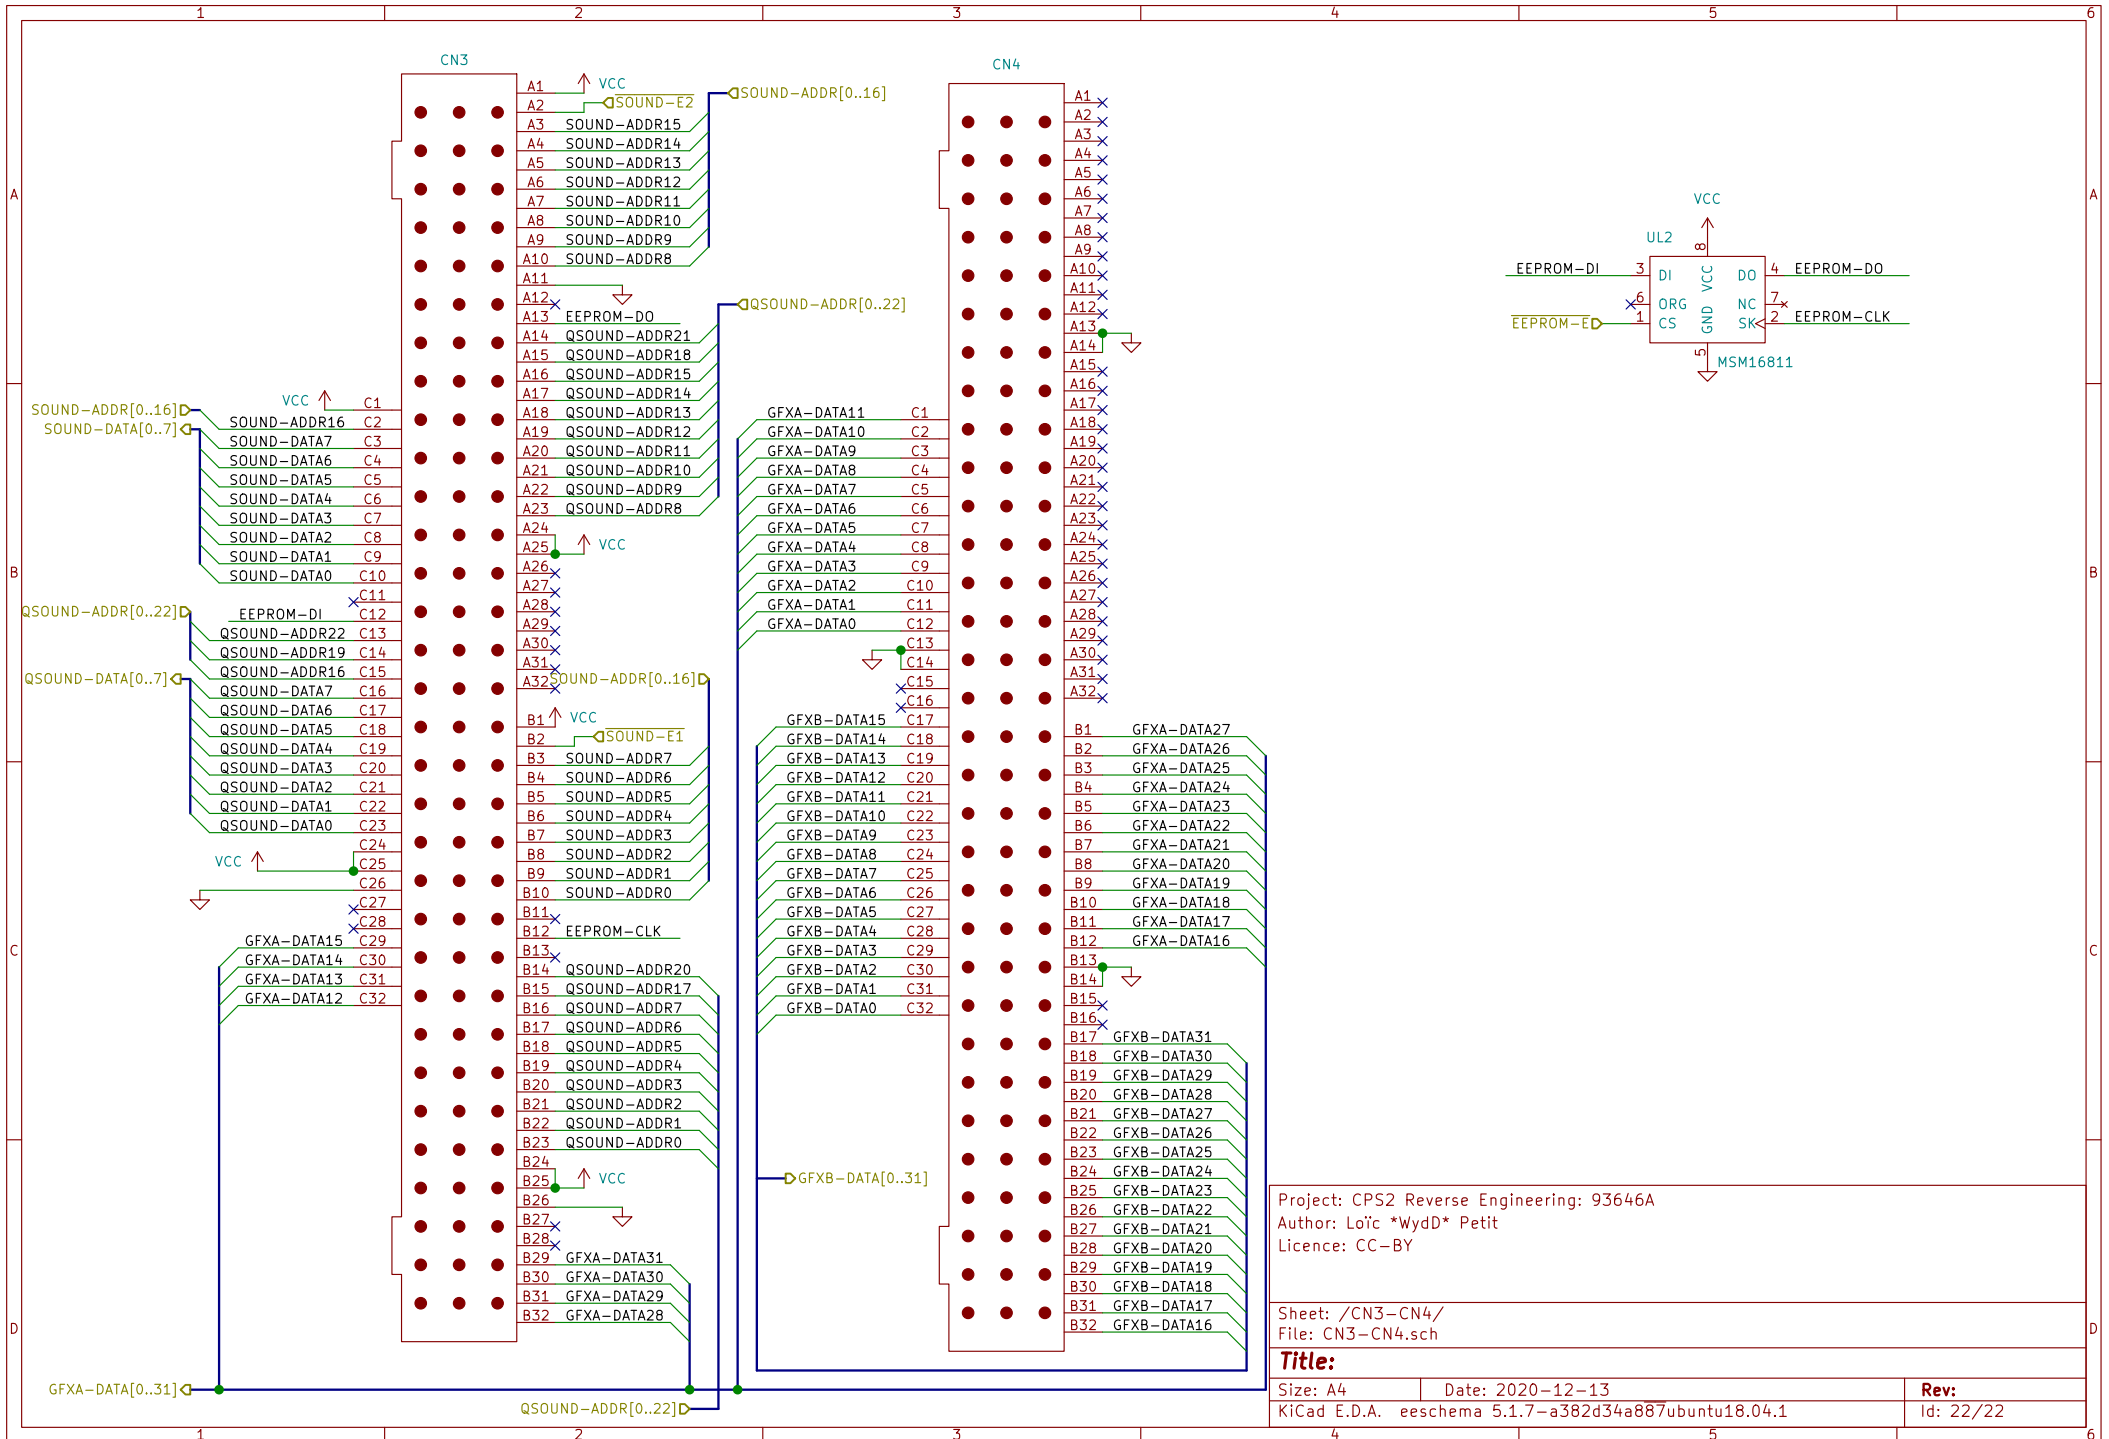 1 2 3 4 5 6
A
B
C
D
CN3
A1 VCC
A2 SOUND-E2
A3 SOUND-ADDR15
A4 SOUND-ADDR14
A5 SOUND-ADDR13
A6 SOUND-ADDR12
A7 SOUND-ADDR11
A8 SOUND-ADDR10
A9 SOUND-ADDR9
A10 SOUND-ADDR8
SOUND-ADDR[0..16]
A11
A12
A13 EEPROM-DO
A14 QSOUND-ADDR21
A15 QSOUND-ADDR18
A16 QSOUND-ADDR15
A17 QSOUND-ADDR14
A18 QSOUND-ADDR13
A19 QSOUND-ADDR12
A20 QSOUND-ADDR11
A21 QSOUND-ADDR10
A22 QSOUND-ADDR9
A23 QSOUND-ADDR8
QSOUND-ADDR[0..22]
A24
A25 VCC
A26
A27
A28
A29
A30
A31
A32
SOUND-ADDR[0..16]
B1 VCC
B2 SOUND-E1
B3 SOUND-ADDR7
B4 SOUND-ADDR6
B5 SOUND-ADDR5
B6 SOUND-ADDR4
B7 SOUND-ADDR3
B8 SOUND-ADDR2
B9 SOUND-ADDR1
B10 SOUND-ADDR0
B11
B12 EEPROM-CLK
B13
B14 QSOUND-ADDR20
B15 QSOUND-ADDR17
B16 QSOUND-ADDR7
B17 QSOUND-ADDR6
B18 QSOUND-ADDR5
B19 QSOUND-ADDR4
B20 QSOUND-ADDR3
B21 QSOUND-ADDR2
B22 QSOUND-ADDR1
B23 QSOUND-ADDR0
B24
B25 VCC
B26
B27
B28
B29 GFXA-DATA31
B30 GFXA-DATA30
B31 GFXA-DATA29
B32 GFXA-DATA28
VCC C1
SOUND-ADDR[0..16]
SOUND-ADDR16 C2
SOUND-DATA[0..7]
SOUND-DATA7 C3
SOUND-DATA6 C4
SOUND-DATA5 C5
SOUND-DATA4 C6
SOUND-DATA3 C7
SOUND-DATA2 C8
SOUND-DATA1 C9
SOUND-DATA0 C10
C11
QSOUND-ADDR[0..22]
EEPROM-DI C12
QSOUND-ADDR22 C13
QSOUND-ADDR19 C14
QSOUND-ADDR16 C15
QSOUND-DATA[0..7]
QSOUND-DATA7 C16
QSOUND-DATA6 C17
QSOUND-DATA5 C18
QSOUND-DATA4 C19
QSOUND-DATA3 C20
QSOUND-DATA2 C21
QSOUND-DATA1 C22
QSOUND-DATA0 C23
C24
VCC C25
C26
C27
C28
GFXA-DATA15 C29
GFXA-DATA14 C30
GFXA-DATA13 C31
GFXA-DATA12 C32
GFXA-DATA[0..31]
QSOUND-ADDR[0..22]
CN4
A1
A2
A3
A4
A5
A6
A7
A8
A9
A10
A11
A12
A13
A14
A15
A16
A17
A18
A19
A20
A21
A22
A23
A24
A25
A26
A27
A28
A29
A30
A31
A32
GFXA-DATA11 C1
GFXA-DATA10 C2
GFXA-DATA9 C3
GFXA-DATA8 C4
GFXA-DATA7 C5
GFXA-DATA6 C6
GFXA-DATA5 C7
GFXA-DATA4 C8
GFXA-DATA3 C9
GFXA-DATA2 C10
GFXA-DATA1 C11
GFXA-DATA0 C12
C13
C14
C15
C16
GFXB-DATA15 C17
GFXB-DATA14 C18
GFXB-DATA13 C19
GFXB-DATA12 C20
GFXB-DATA11 C21
GFXB-DATA10 C22
GFXB-DATA9 C23
GFXB-DATA8 C24
GFXB-DATA7 C25
GFXB-DATA6 C26
GFXB-DATA5 C27
GFXB-DATA4 C28
GFXB-DATA3 C29
GFXB-DATA2 C30
GFXB-DATA1 C31
GFXB-DATA0 C32
GFXB-DATA[0..31]
B1 GFXA-DATA27
B2 GFXA-DATA26
B3 GFXA-DATA25
B4 GFXA-DATA24
B5 GFXA-DATA23
B6 GFXA-DATA22
B7 GFXA-DATA21
B8 GFXA-DATA20
B9 GFXA-DATA19
B10 GFXA-DATA18
B11 GFXA-DATA17
B12 GFXA-DATA16
B13
B14
B15
B16
B17 GFXB-DATA31
B18 GFXB-DATA30
B19 GFXB-DATA29
B20 GFXB-DATA28
B21 GFXB-DATA27
B22 GFXB-DATA26
B23 GFXB-DATA25
B24 GFXB-DATA24
B25 GFXB-DATA23
B26 GFXB-DATA22
B27 GFXB-DATA21
B28 GFXB-DATA20
B29 GFXB-DATA19
B30 GFXB-DATA18
B31 GFXB-DATA17
B32 GFXB-DATA16
VCC
UL2
8
EEPROM-DI 3 DI VCC DO 4 EEPROM-DO
6 ORG NC 7
EEPROM-E 1 CS GND SK 2 EEPROM-CLK
5
MSM16811
A
B
C
D
Project: CPS2 Reverse Engineering: 93646A
Author: Loïc *WydD* Petit
Licence: CC-BY
Sheet: /CN3-CN4/
File: CN3-CN4.sch
Title:
Size: A4 Date: 2020-12-13 Rev:
KiCad E.D.A. eeschema 5.1.7-a382d34a887ubuntu18.04.1 Id: 22/22
1 2 3 4 5 6